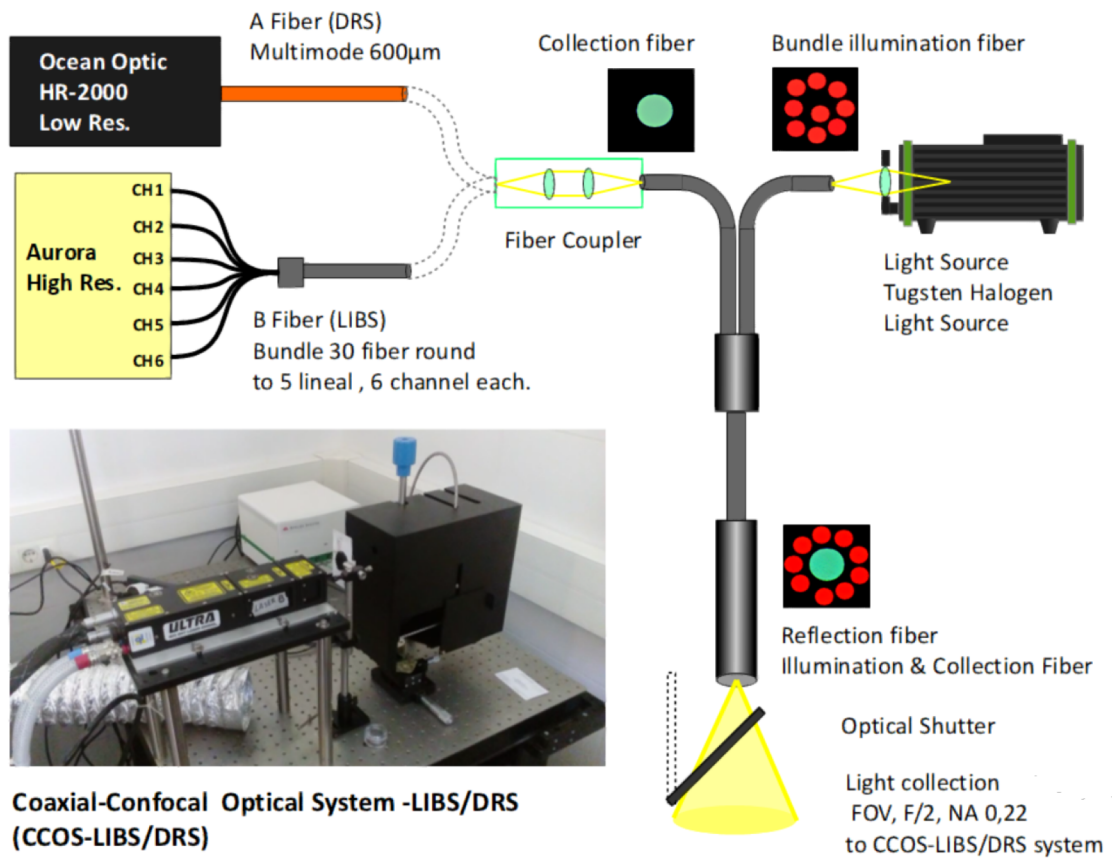 A Fiber (DRS)
Multimode 600µm
Ocean Optic
HR-2000
Low Res.
Collection fiber
Bundle illumination fiber
CH1
CH2
CH3
CH4
CH5
CH6
Aurora
High Res.
Fiber Coupler
Light Source
Tugsten Halogen
Light Source
B Fiber (LIBS)
Bundle 30 fiber round
to 5 lineal , 6 channel each.
ULTRA
Reflection fiber
Illumination & Collection Fiber
Optical Shutter
Light collection
FOV, F/2, NA 0,22
to CCOS-LIBS/DRS system
Coaxial-Confocal Optical System -LIBS/DRS
(CCOS-LIBS/DRS)